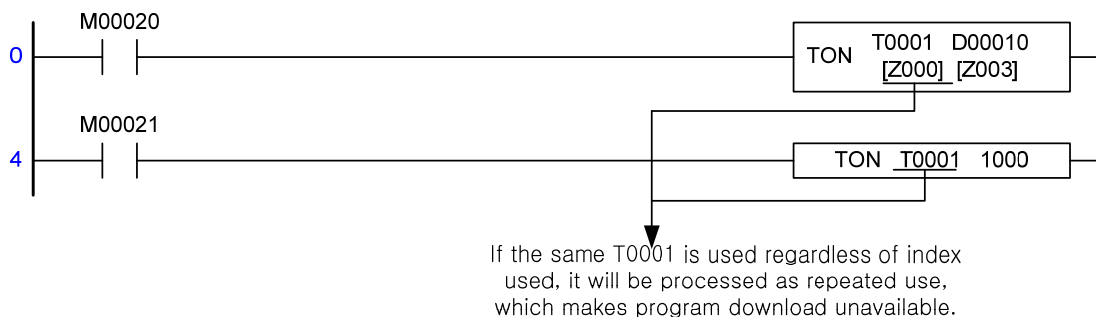 M00020
0
TON T0001 D00010
[Z000] [Z003]
M00021
4
TON T0001 1000
If the same T0001 is used regardless of index
used, it will be processed as repeated use,
which makes program download unavailable.